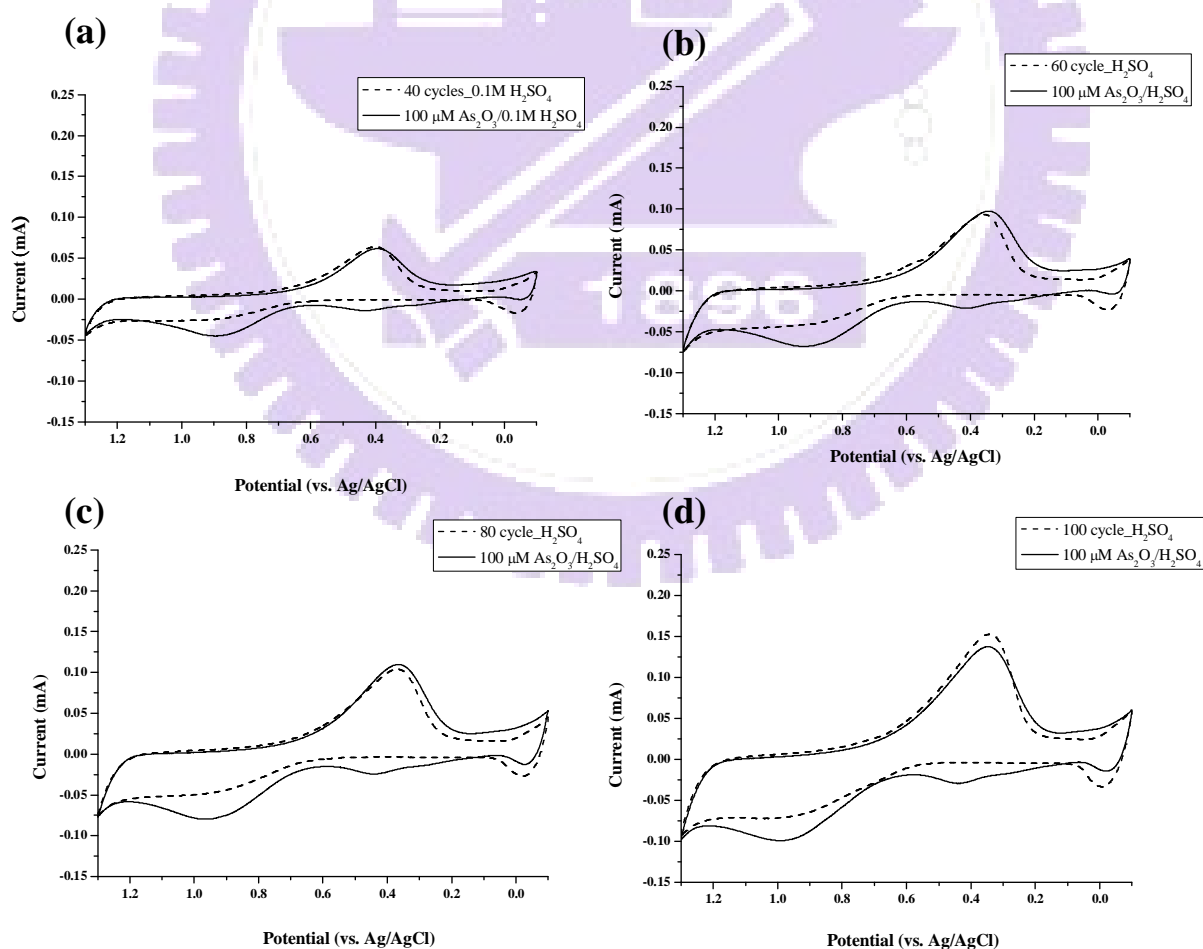 (a)
40 cycles_0.1M H₂SO₄
100 μM As₂O₃/0.1M H₂SO₄
0.25
0.20
0.15
0.10
0.05
0.00
-0.05
-0.10
-0.15
Current (mA)
1.2 1.0 0.8 0.6 0.4 0.2 0.0
Potential (vs. Ag/AgCl)
(b)
60 cycle_H₂SO₄
100 μM As₂O₃/H₂SO₄
0.25
0.20
0.15
0.10
0.05
0.00
-0.05
-0.10
-0.15
Current (mA)
1.2 1.0 0.8 0.6 0.4 0.2 0.0
Potential (vs. Ag/AgCl)
(c)
80 cycle_H₂SO₄
100 μM As₂O₃/H₂SO₄
0.25
0.20
0.15
0.10
0.05
0.00
-0.05
-0.10
-0.15
Current (mA)
1.2 1.0 0.8 0.6 0.4 0.2 0.0
Potential (vs. Ag/AgCl)
(d)
100 cycle_H₂SO₄
100 μM As₂O₃/H₂SO₄
0.25
0.20
0.15
0.10
0.05
0.00
-0.05
-0.10
-0.15
Current (mA)
1.2 1.0 0.8 0.6 0.4 0.2 0.0
Potential (vs. Ag/AgCl)
1896